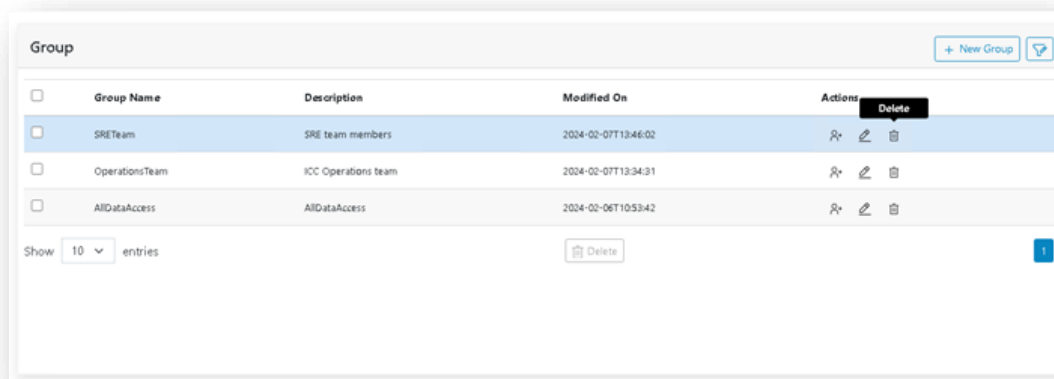 Group
+ New Group
Group Name Description Modified On Actions
Delete
SRETeam SRE team members 2024-02-07T13:46:02
OperationsTeam ICC Operations team 2024-02-07T13:34:31
AllDataAccess AllDataAccess 2024-02-06T10:53:42
Show 10 entries Delete 1